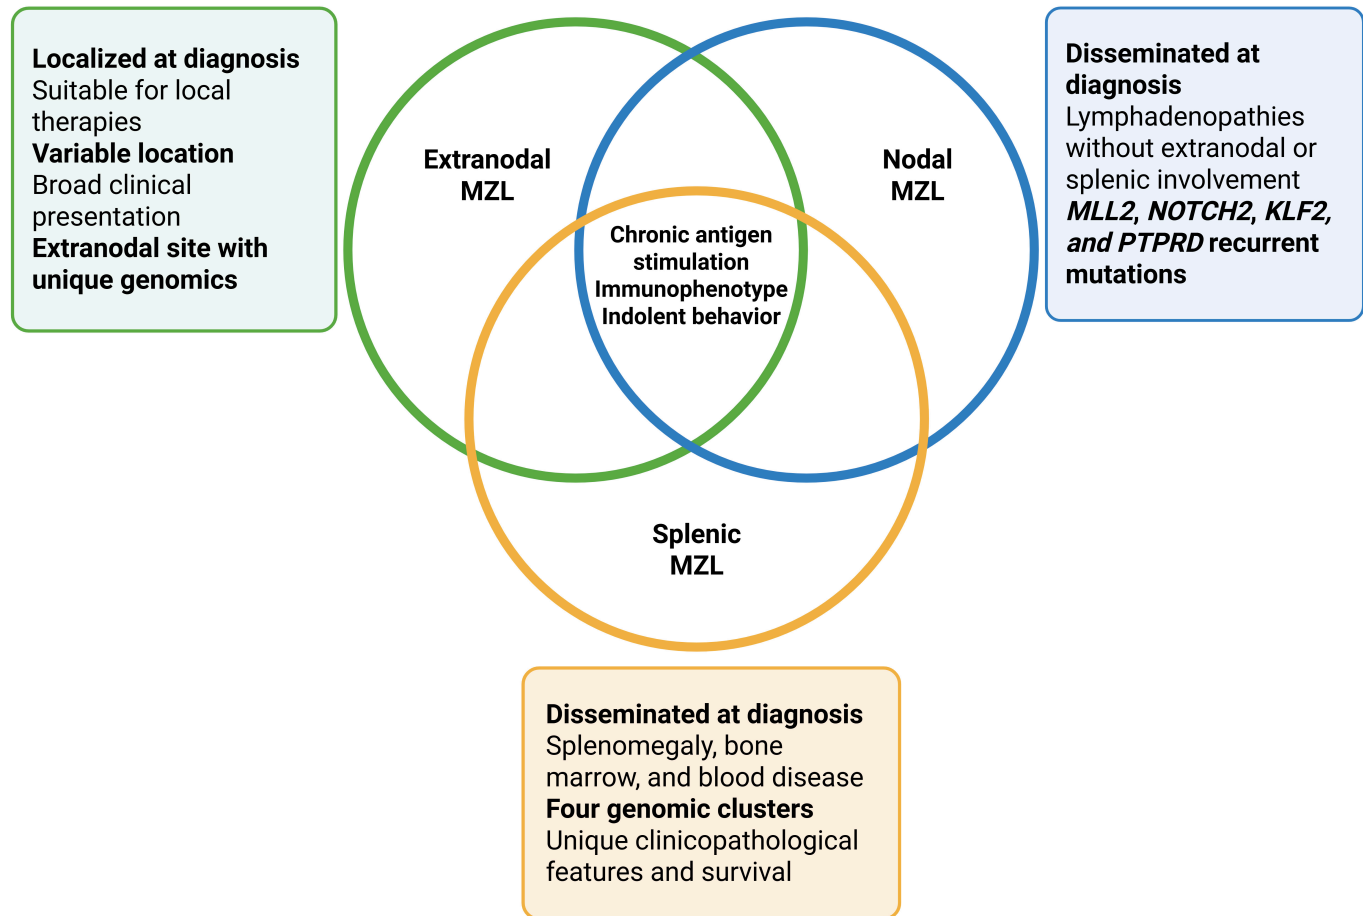 Localized at diagnosis
Suitable for local
therapies
Variable location
Broad clinical
presentation
Extranodal site with
unique genomics
Extranodal
MZL
Nodal
MZL
Disseminated at
diagnosis
Lymphadenopathies
without extranodal or
splenic involvement
MLL2, NOTCH2, KLF2,
and PTPRD recurrent
mutations
Chronic antigen
stimulation
Immunophenotype
Indolent behavior
Splenic
MZL
Disseminated at diagnosis
Splenomegaly, bone
marrow, and blood disease
Four genomic clusters
Unique clinicopathological
features and survival